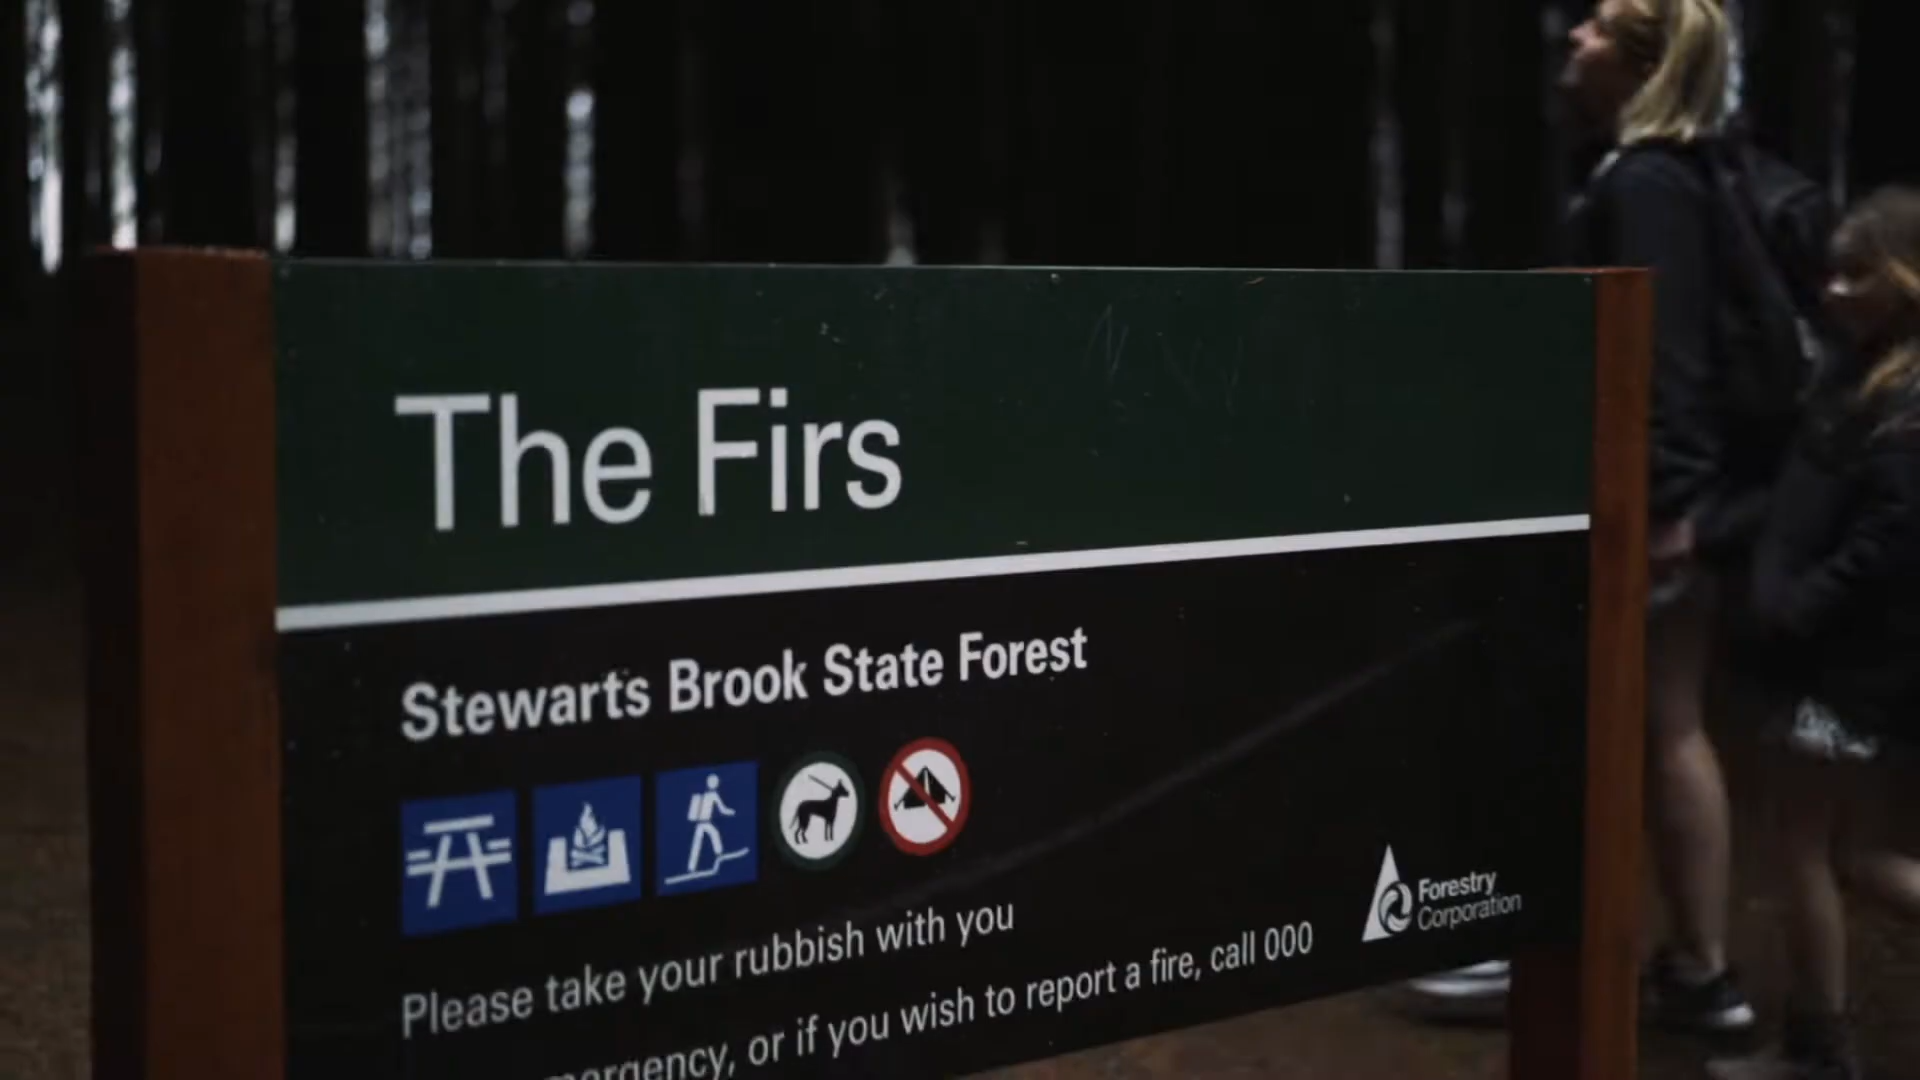 The Firs
Stewarts Brook State Forest
Please take your rubbish with you
Forestry
Corporation
or if you wish to report a fire, call 000